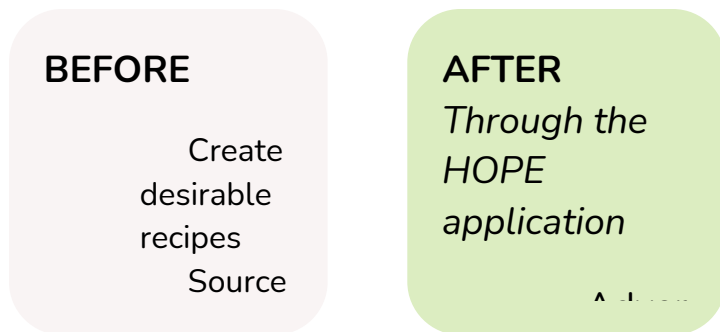 BEFORE
Create
desirable
recipes
Source
AFTER
Through the
HOPE
application